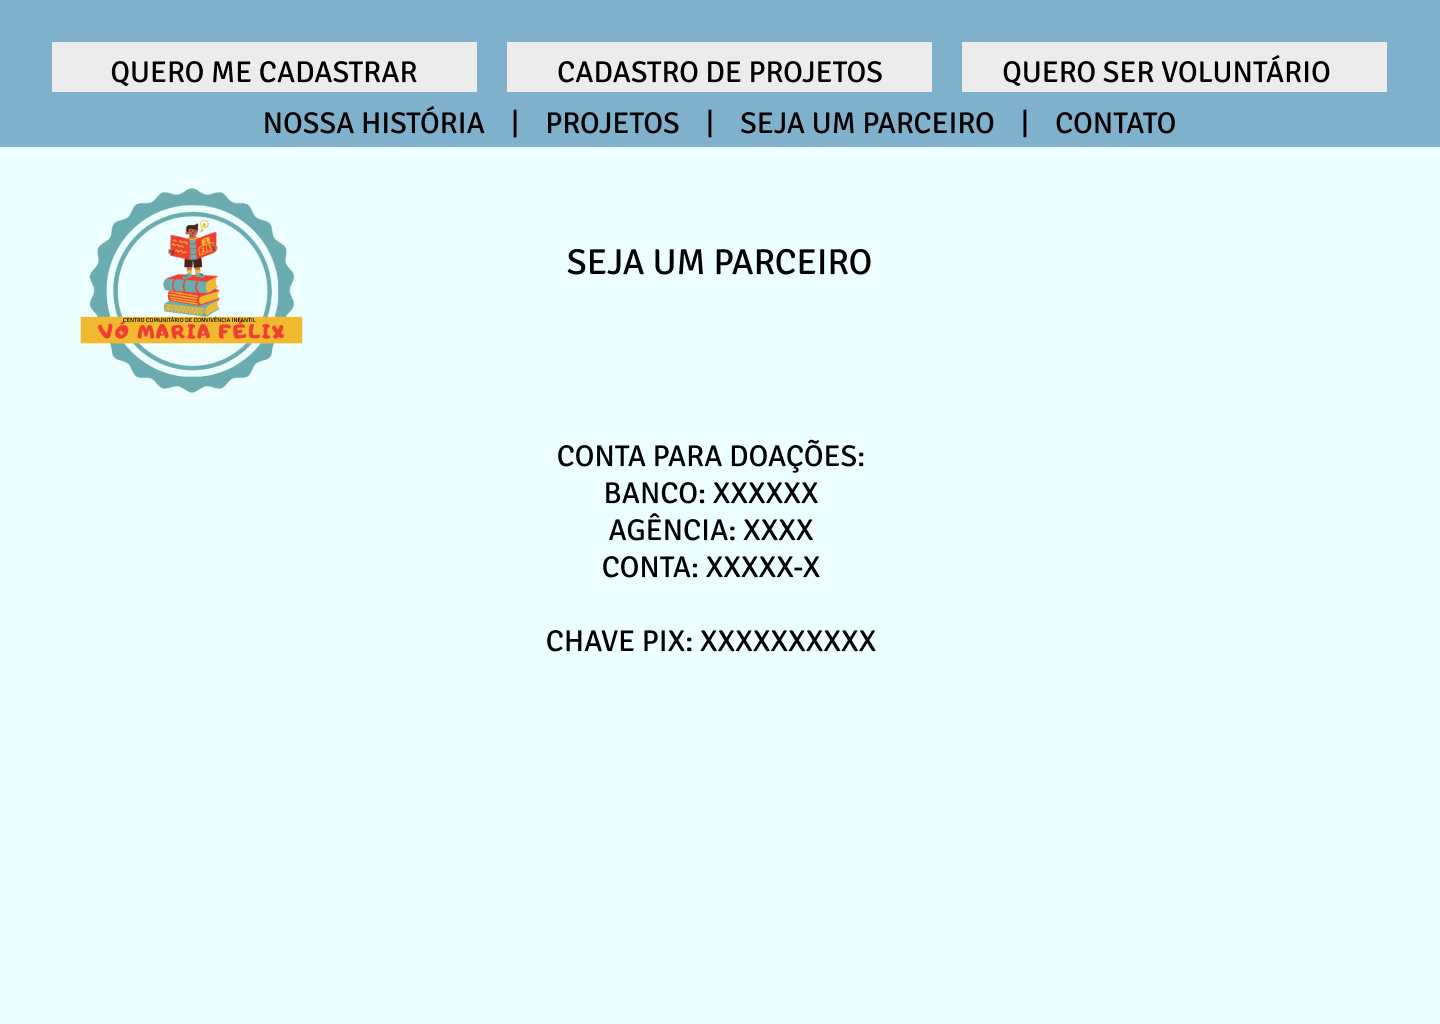 QUERO ME CADASTRAR
CADASTRO DE PROJETOS
QUERO SER VOLUNTÁRIO
NOSSA HISTÓRIA | PROJETOS | SEJA UM PARCEIRO | CONTATO
CENTRO COMUNITÁRIO DE CONVIVÊNCIA INFANTIL
VÓ MARIA FÉLIX
SEJA UM PARCEIRO
CONTA PARA DOAÇÕES:
BANCO: XXXXXX
AGÊNCIA: XXXX
CONTA: XXXXX-X
CHAVE PIX: XXXXXXXXXX